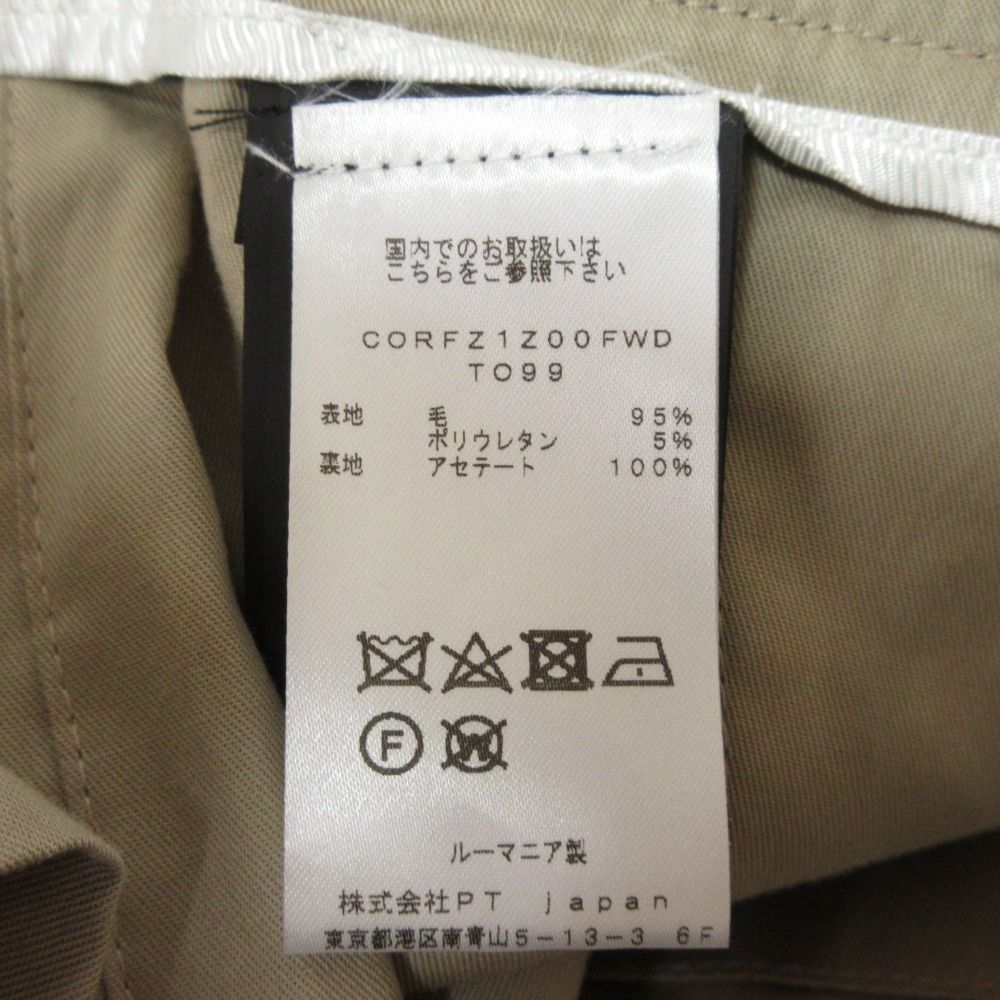 国内でのお取扱いは
こちらをご参照下さい
CORFZ1Z00FWD
TO99
表地 毛 95%
ポリウレタン 5%
裏地 アセテート 100%
F
W
ルーマニア製
株式会社PT japan
東京都港区南青山5-13-3 6F